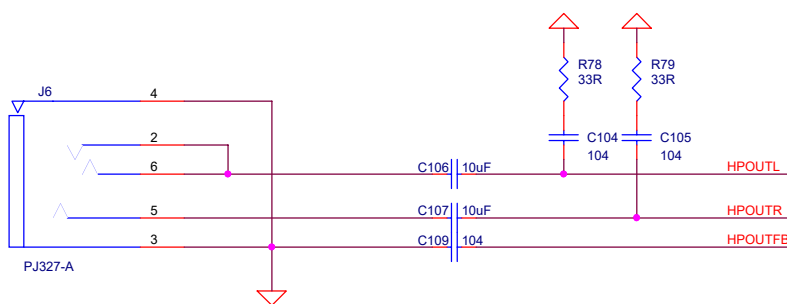 R78
33R
R79
33R
J6
4
2
C104
104
C105
104
6
C106
10uF
HPOUTL
5
C107
10uF
HPOUTR
3
C109
104
HPOUTFB
PJ327-A